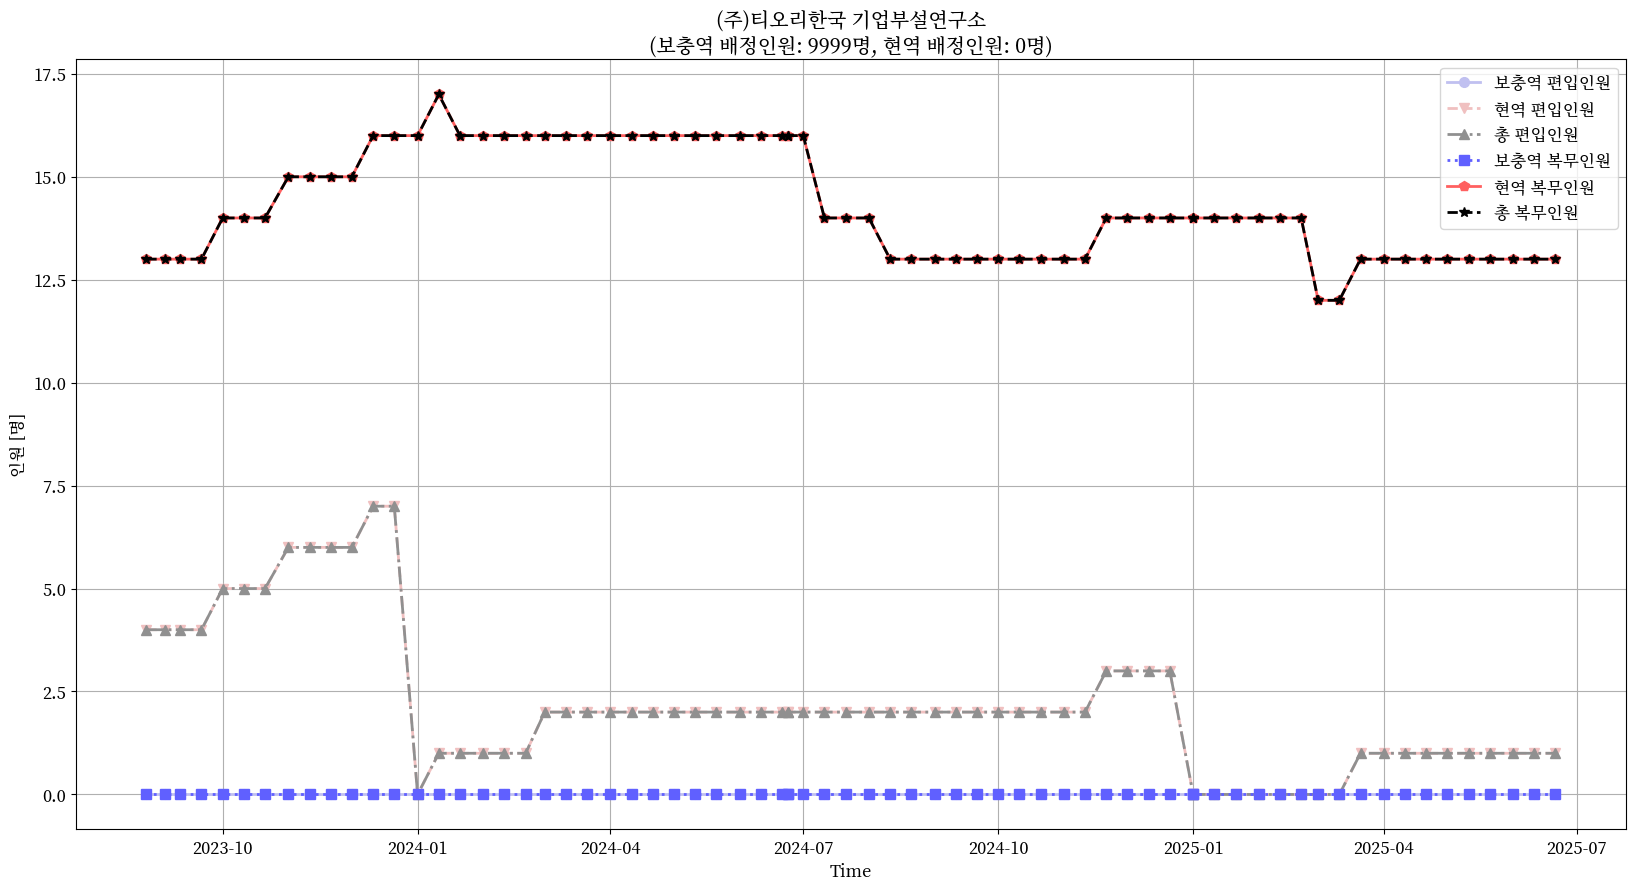 (주)티오리한국 기업부설연구소
(보충역 배정인원: 9999명, 현역 배정인원: 0명)
17.5
15.0
12.5
10.0
7.5
5.0
2.5
0.0
인원 [명]
보충역 편입인원
현역 편입인원
총 편입인원
보충역 복무인원
현역 복무인원
총 복무인원
2023-10
2024-01
2024-04
2024-07
2024-10
2025-01
2025-04
2025-07
Time